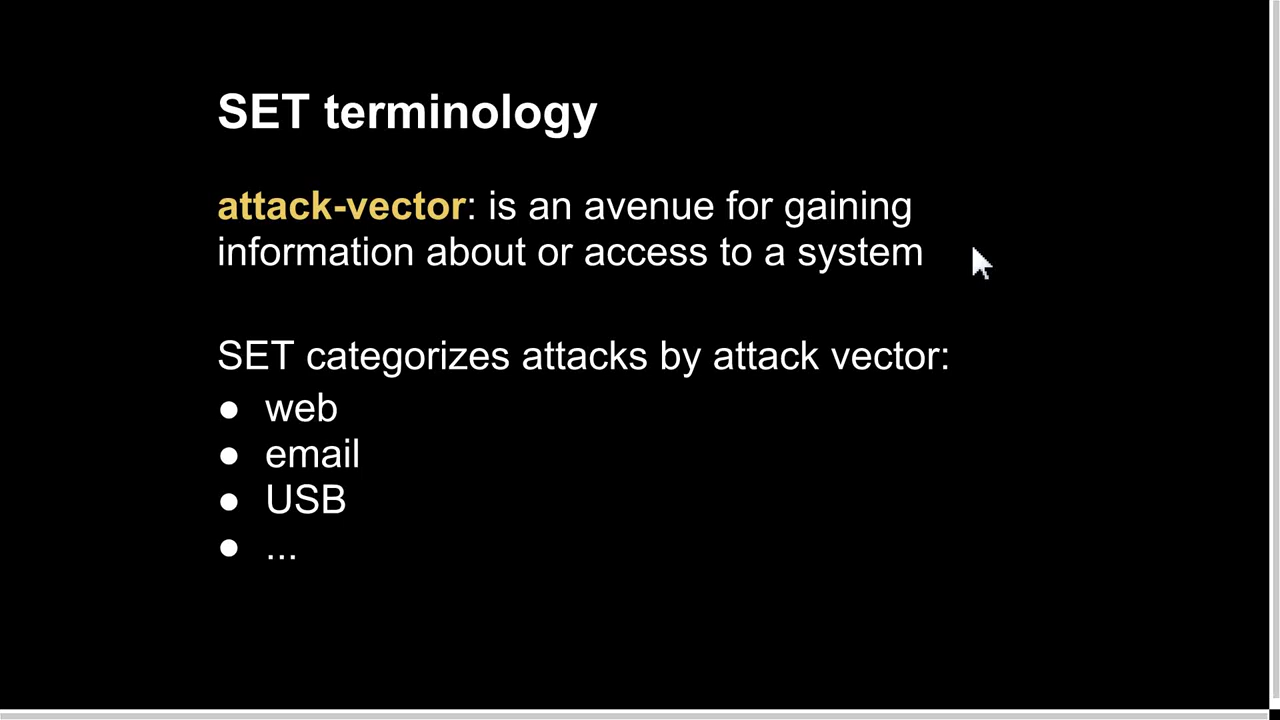 SET terminology
attack-vector: is an avenue for gaining
information about or access to a system
SET categorizes attacks by attack vector:
● web
● email
● USB
● ...